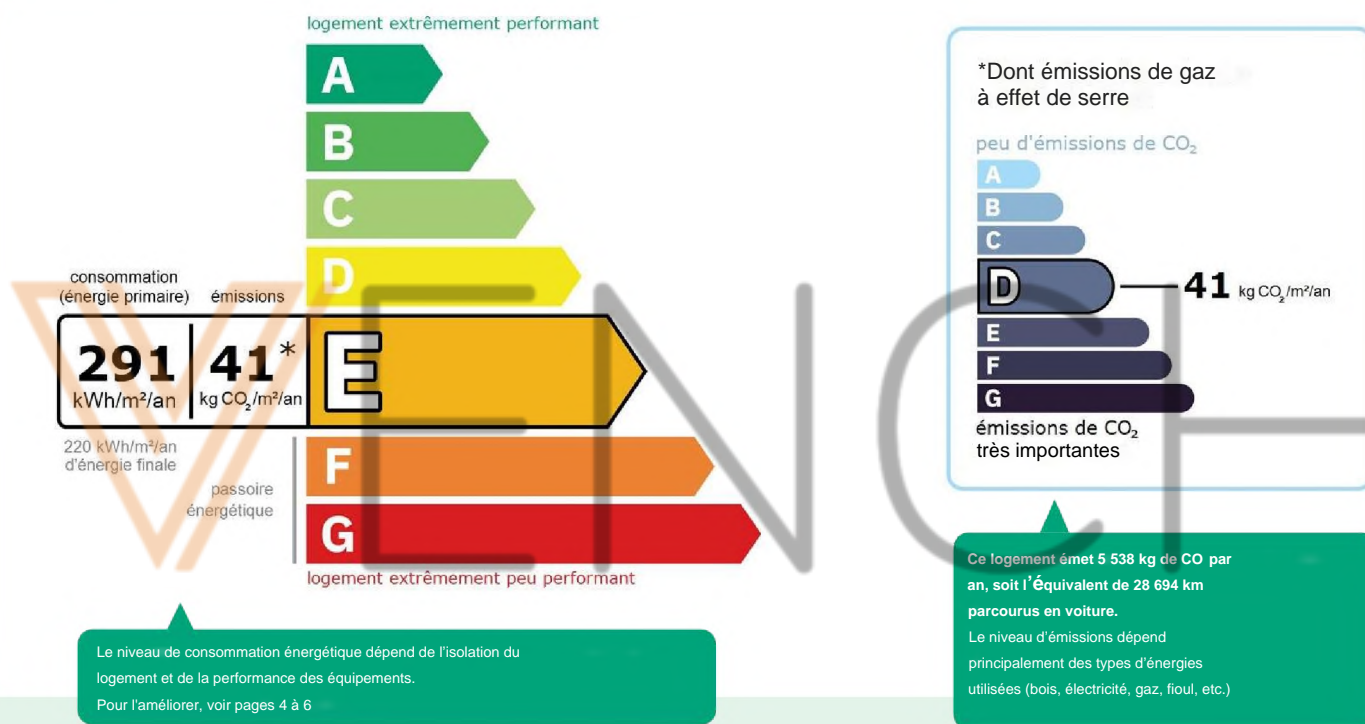 logement extrêmement performant
A
B
C
D
consommation
(énergie primaire)
émissions
291
kWh/m²/an
41*
kg CO₂/m²/an
E
220 kWh/m²/an
d'énergie finale
passoire
énergétique
F
G
logement extrêmement peu performant
Le niveau de consommation énergétique dépend de l'isolation du
logement et de la performance des équipements.
Pour l'améliorer, voir pages 4 à 6
*Dont émissions de gaz
à effet de serre
peu d'émissions de CO₂
A
B
C
D
41 kg CO₂/m²/an
E
F
G
émissions de CO₂
très importantes
Ce logement émet 5 538 kg de CO par
an, soit l'équivalent de 28 694 km
parcourus en voiture.
Le niveau d'émissions dépend
principalement des types d'énergies
utilisées (bois, électricité, gaz, fioul, etc.)
VENCH